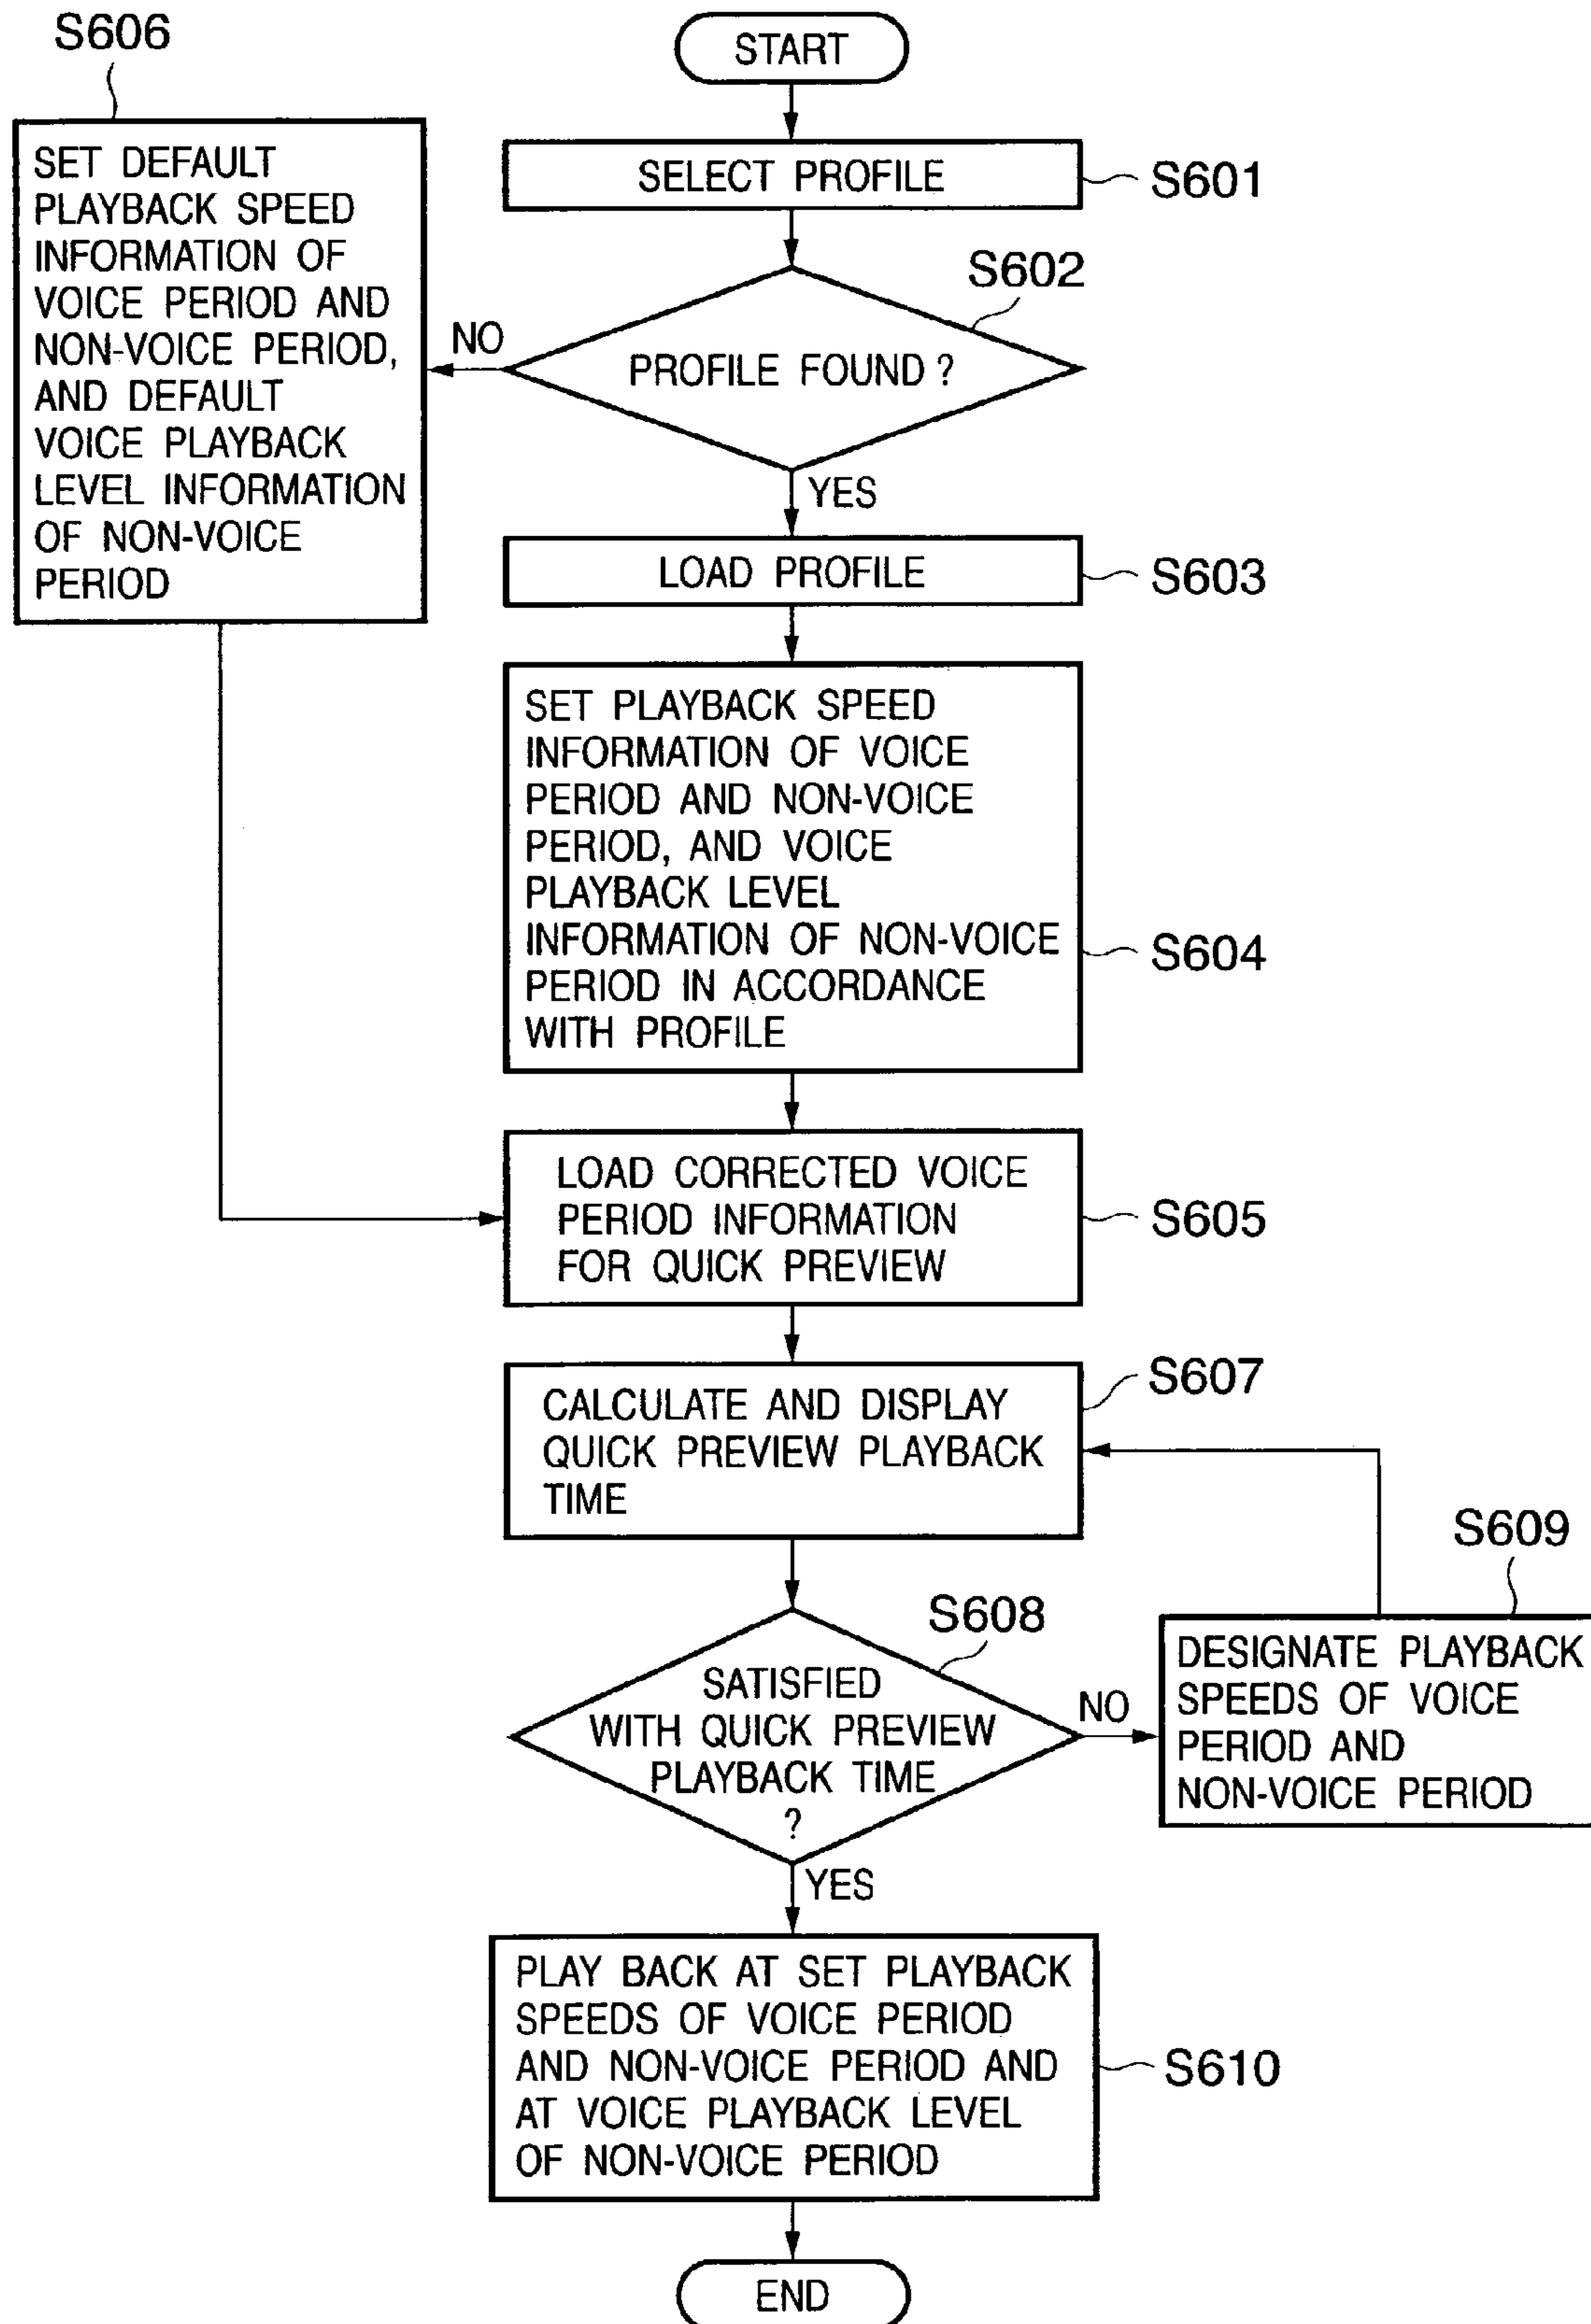 START
SELECT PROFILE
S601
S602
PROFILE FOUND ?
NO
YES
S606
SET DEFAULT
PLAYBACK SPEED
INFORMATION OF
VOICE PERIOD AND
NON-VOICE PERIOD,
AND DEFAULT
VOICE PLAYBACK
LEVEL INFORMATION
OF NON-VOICE
PERIOD
LOAD PROFILE
S603
SET PLAYBACK SPEED
INFORMATION OF VOICE
PERIOD AND NON-VOICE
PERIOD, AND VOICE
PLAYBACK LEVEL
INFORMATION OF NON-VOICE
PERIOD IN ACCORDANCE
WITH PROFILE
S604
LOAD CORRECTED VOICE
PERIOD INFORMATION
FOR QUICK PREVIEW
S605
CALCULATE AND DISPLAY
QUICK PREVIEW PLAYBACK
TIME
S607
S608
SATISFIED
WITH QUICK PREVIEW
PLAYBACK TIME
?
NO
YES
S609
DESIGNATE PLAYBACK
SPEEDS OF VOICE
PERIOD AND
NON-VOICE PERIOD
PLAY BACK AT SET PLAYBACK
SPEEDS OF VOICE PERIOD
AND NON-VOICE PERIOD AND
AT VOICE PLAYBACK LEVEL
OF NON-VOICE PERIOD
S610
END